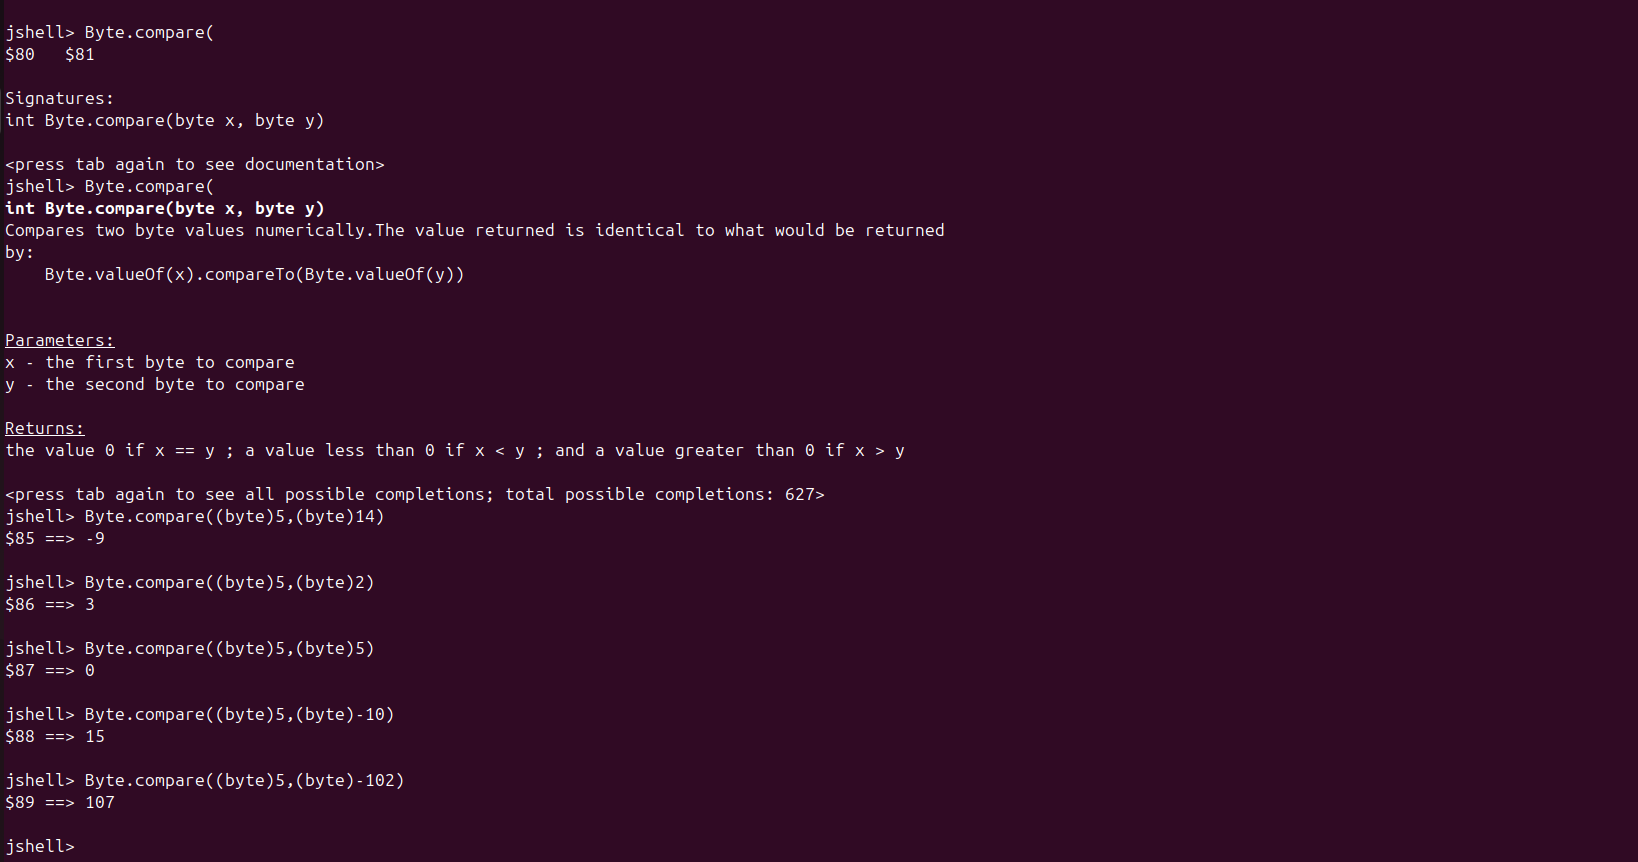 jshell> Byte.compare(
$80   $81
Signatures:
int Byte.compare(byte x, byte y)
<press tab again to see documentation>
jshell> Byte.compare(
int Byte.compare(byte x, byte y)
Compares two byte values numerically.The value returned is identical to what would be returned
by:
    Byte.valueOf(x).compareTo(Byte.valueOf(y))
Parameters:
x - the first byte to compare
y - the second byte to compare
Returns:
the value 0 if x == y ; a value less than 0 if x < y ; and a value greater than 0 if x > y
<press tab again to see all possible completions; total possible completions: 627>
jshell> Byte.compare((byte)5,(byte)14)
$85 ==> -9
jshell> Byte.compare((byte)5,(byte)2)
$86 ==> 3
jshell> Byte.compare((byte)5,(byte)5)
$87 ==> 0
jshell> Byte.compare((byte)5,(byte)-10)
$88 ==> 15
jshell> Byte.compare((byte)5,(byte)-102)
$89 ==> 107
jshell>